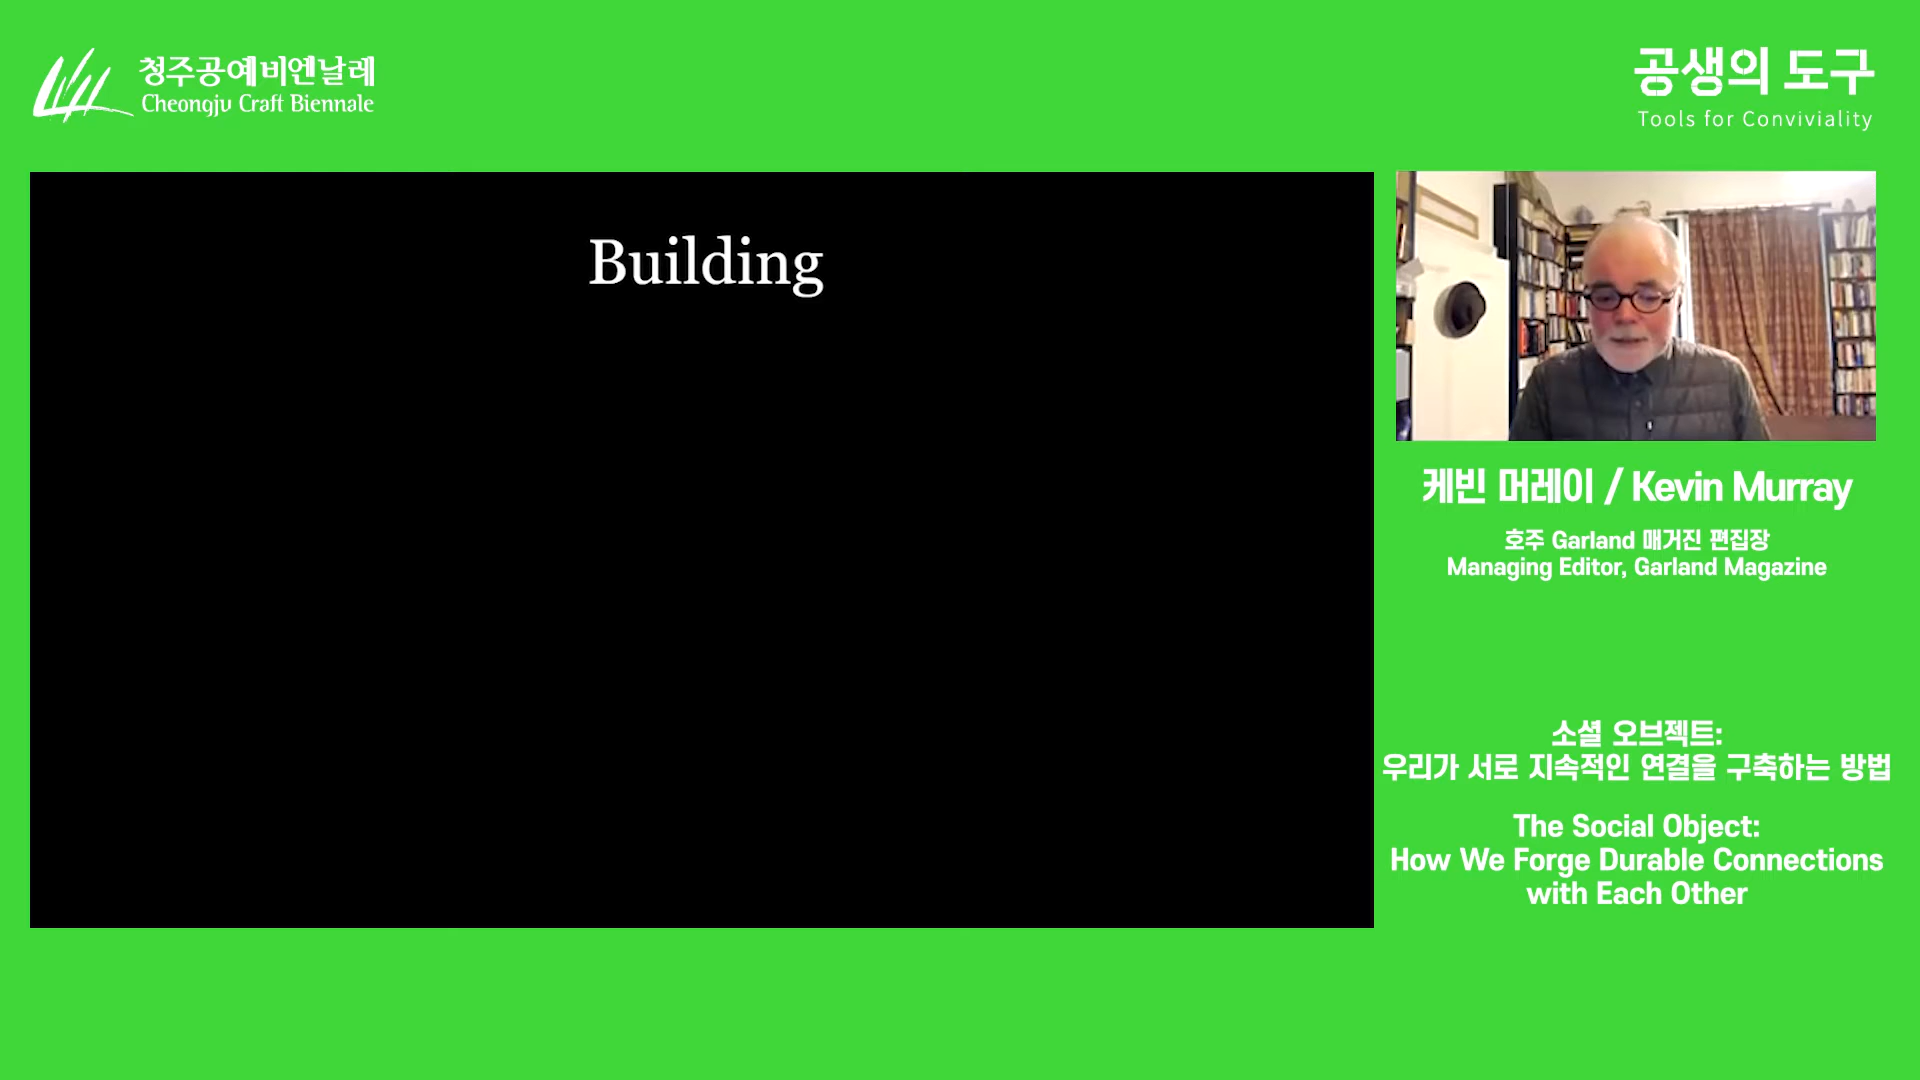 청주공예비엔날레
Cheongju Craft Biennale
공생의 도구
Tools for Conviviality
Building
케빈 머레이 / Kevin Murray
호주 Garland 매거진 편집장
Managing Editor, Garland Magazine
소셜 오브젝트:
우리가 서로 지속적인 연결을 구축하는 방법
The Social Object:
How We Forge Durable Connections
with Each Other